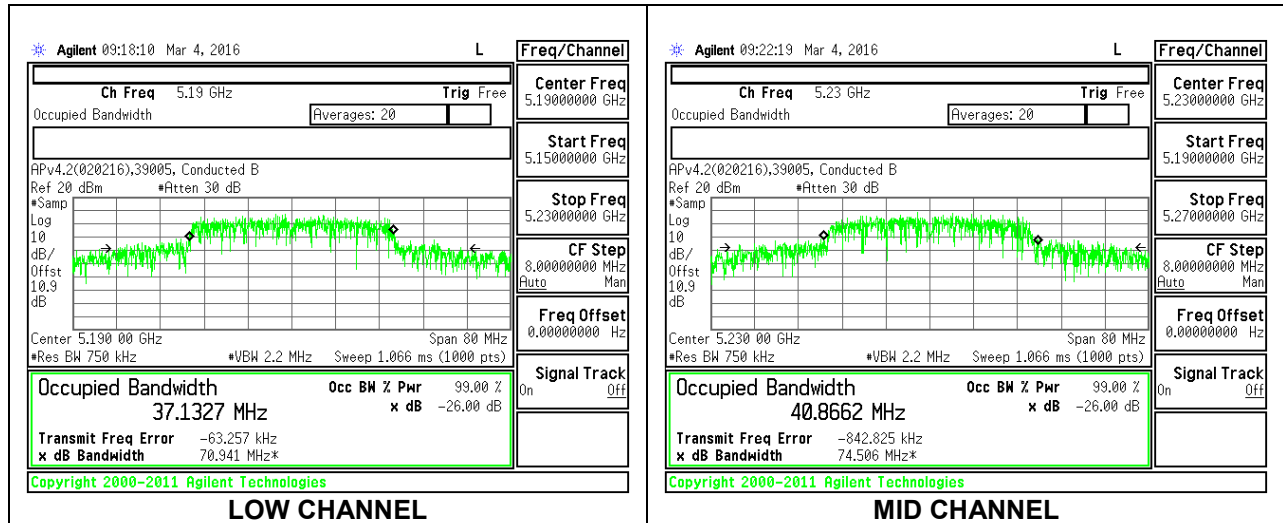 Agilent 09:18:10 Mar 4, 2016 L
Freq/Channel
Ch Freq 5.19 GHz Trig Free
Occupied Bandwidth Averages: 20
APv4.2(020216),39005, Conducted B
Ref 20 dBm #Atten 30 dB
#Samp
Log
10
dB/
Offst
10.9
dB
Center 5.190 00 GHz Span 80 MHz
#Res BW 750 kHz #VBW 2.2 MHz Sweep 1.066 ms (1000 pts)
Occupied Bandwidth Occ BW % Pwr 99.00 %
37.1327 MHz x dB -26.00 dB
Transmit Freq Error -63.257 kHz
x dB Bandwidth 70.941 MHz*
Copyright 2000-2011 Agilent Technologies
Center Freq
5.19000000 GHz
Start Freq
5.15000000 GHz
Stop Freq
5.23000000 GHz
CF Step
8.00000000 MHz
Auto Man
Freq Offset
0.00000000 Hz
Signal Track
On Off
LOW CHANNEL
Agilent 09:22:19 Mar 4, 2016 L
Freq/Channel
Ch Freq 5.23 GHz Trig Free
Occupied Bandwidth Averages: 20
APv4.2(020216),39005, Conducted B
Ref 20 dBm #Atten 30 dB
#Samp
Log
10
dB/
Offst
10.9
dB
Center 5.230 00 GHz Span 80 MHz
#Res BW 750 kHz #VBW 2.2 MHz Sweep 1.066 ms (1000 pts)
Occupied Bandwidth Occ BW % Pwr 99.00 %
40.8662 MHz x dB -26.00 dB
Transmit Freq Error -842.825 kHz
x dB Bandwidth 74.506 MHz*
Copyright 2000-2011 Agilent Technologies
Center Freq
5.23000000 GHz
Start Freq
5.19000000 GHz
Stop Freq
5.27000000 GHz
CF Step
8.00000000 MHz
Auto Man
Freq Offset
0.00000000 Hz
Signal Track
On Off
MID CHANNEL